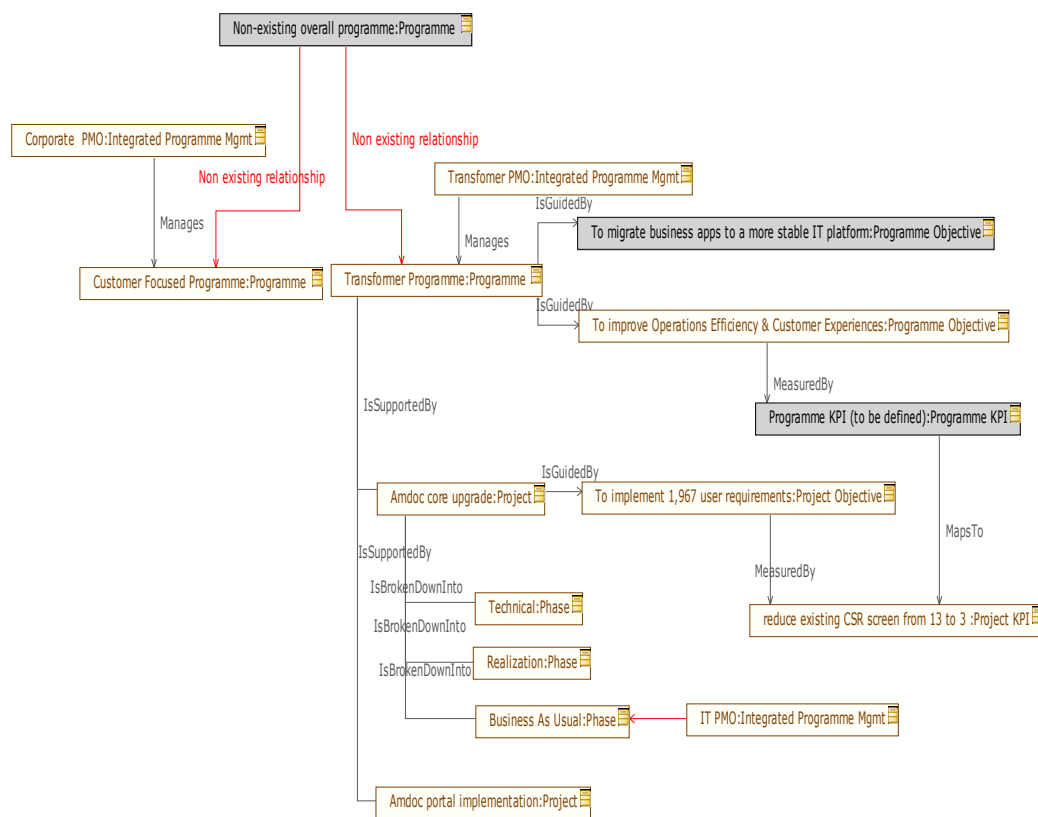 Non-existing overall programme:Programme
Corporate  PMO:Integrated Programme Mgmt
Non existing relationship
Non existing relationship
Transfomer PMO:Integrated Programme Mgmt
IsGuidedBy
Manages
To migrate business apps to a more stable IT platform:Programme Objective
Manages
Customer Focused Programme:Programme
Transformer Programme:Programme
IsGuidedBy
To improve Operations Efficiency & Customer Experiences:Programme Objective
MeasuredBy
IsSupportedBy
Programme KPI (to be defined):Programme KPI
IsGuidedBy
Amdoc core upgrade:Project
To implement 1,967 user requirements:Project Objective
MapsTo
IsSupportedBy
MeasuredBy
IsBrokenDownInto
Technical:Phase
reduce existing CSR screen from 13 to 3 :Project KPI
IsBrokenDownInto
Realization:Phase
IsBrokenDownInto
Business As Usual:Phase
IT PMO:Integrated Programme Mgmt
Amdoc portal implementation:Project